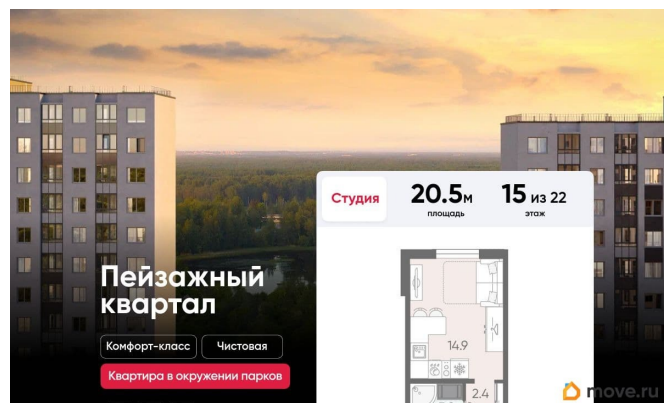 Студия
20.5м
площадь
15 из 22
этаж
Пейзажный
квартал
Комфорт-класс
Чистовая
Квартира в окружении парков
14.9
2.4
move.ru